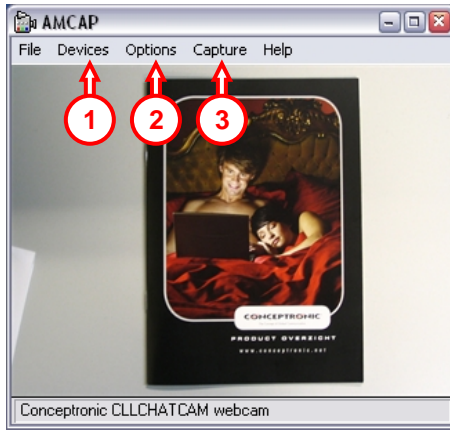 AMCAP
File Devices Options Capture Help
1 2 3
CONCEPTRONIC
PRODUCT OVERZICHT
www.conceptronic.net
Conceptronic CLLCHATCAM webcam